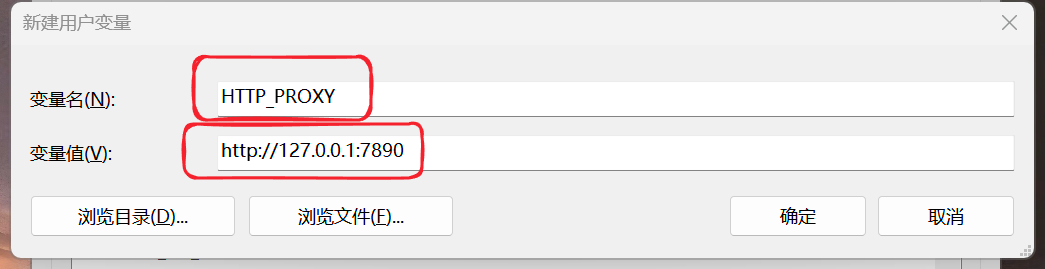 新建用户变量
变量名(N):
HTTP_PROXY
变量值(V):
http://127.0.0.1:7890
浏览目录(D)...
浏览文件(F)...
确定
取消